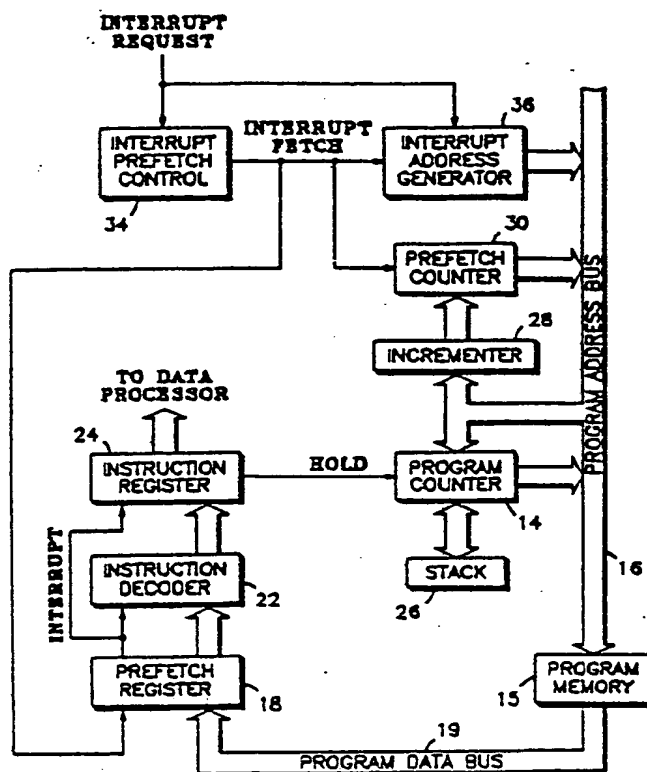 INTERRUPT
REQUEST
36
INTERRUPT
PREFETCH
CONTROL
34
INTERRUPT
FETCH
INTERRUPT
ADDRESS
GENERATOR
30
PREFETCH
COUNTER
28
INCREMENTER
PROGRAM ADDRESS BUS
TO DATA
PROCESSOR
24
INSTRUCTION
REGISTER
HOLD
PROGRAM
COUNTER
14
16
INTERRUPT
INSTRUCTION
DECODER
22
STACK
26
PREFETCH
REGISTER
18
15
PROGRAM
MEMORY
19
PROGRAM DATA BUS